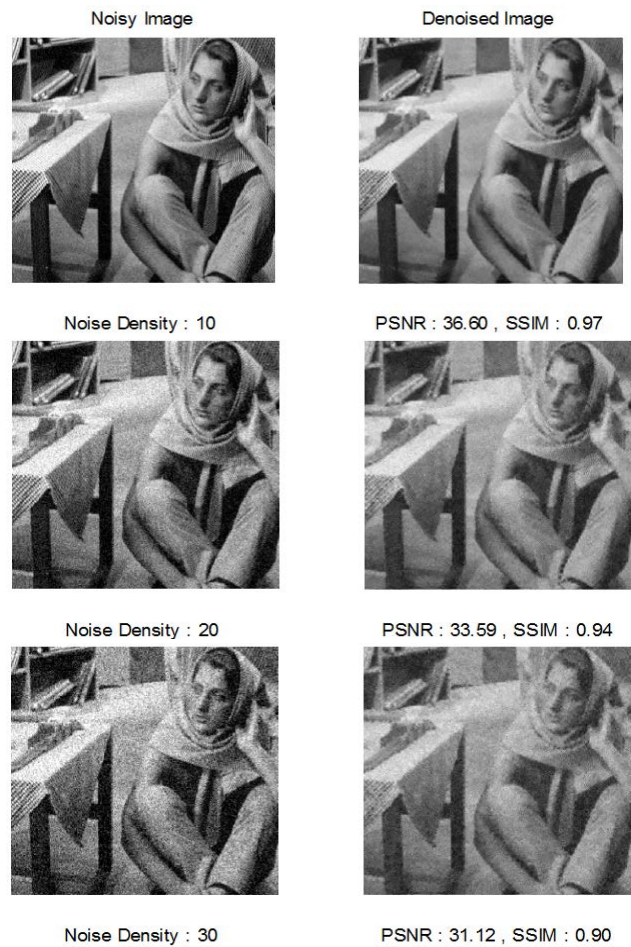 Noisy Image
Denoised Image
Noise Density : 10
PSNR : 36.60 , SSIM : 0.97
Noise Density : 20
PSNR : 33.59 , SSIM : 0.94
Noise Density : 30
PSNR : 31.12 , SSIM : 0.90